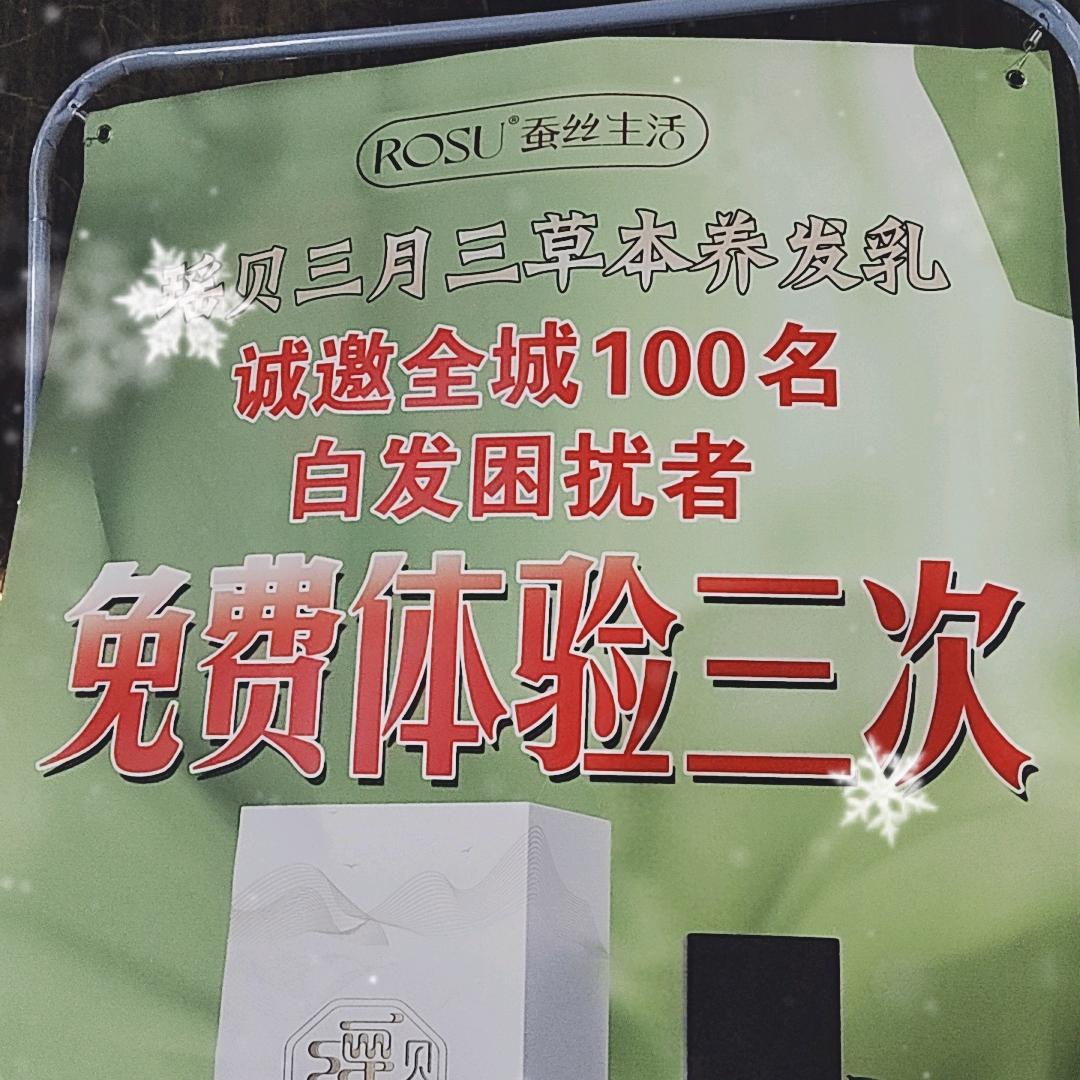 ROSU®蚕丝生活
瑶贝三月三草本养发乳
诚邀全城100名
白发困扰者
免费体验三次